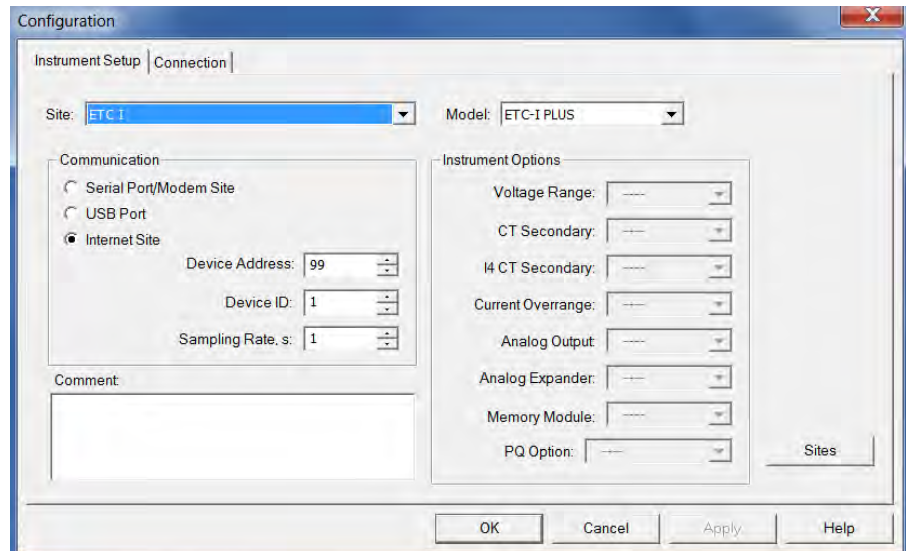 Configuration
Instrument Setup Connection
Site: ETC I Model: ETC-I PLUS
Communication
Serial Port/Modem Site
USB Port
Internet Site
Device Address: 99
Device ID: 1
Sampling Rate, s: 1
Comment:
Instrument Options
Voltage Range: ----
CT Secondary: ----
I4 CT Secondary: ----
Current Overrange: ----
Analog Output: ----
Analog Expander: ----
Memory Module: ----
PQ Option: ----
Sites
OK Cancel Apply Help